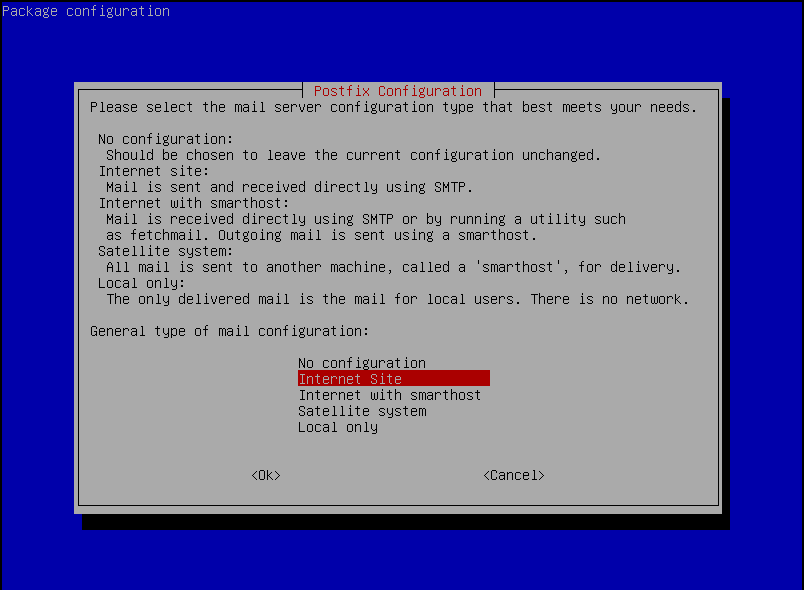 Package configuration
Postfix Configuration
Please select the mail server configuration type that best meets your needs.
No configuration:
Should be chosen to leave the current configuration unchanged.
Internet site:
Mail is sent and received directly using SMTP.
Internet with smarthost:
Mail is received directly using SMTP or by running a utility such
as fetchmail. Outgoing mail is sent using a smarthost.
Satellite system:
All mail is sent to another machine, called a 'smarthost', for delivery.
Local only:
The only delivered mail is the mail for local users. There is no network.
General type of mail configuration:
No configuration
Internet Site
Internet with smarthost
Satellite system
Local only
<Ok> <Cancel>